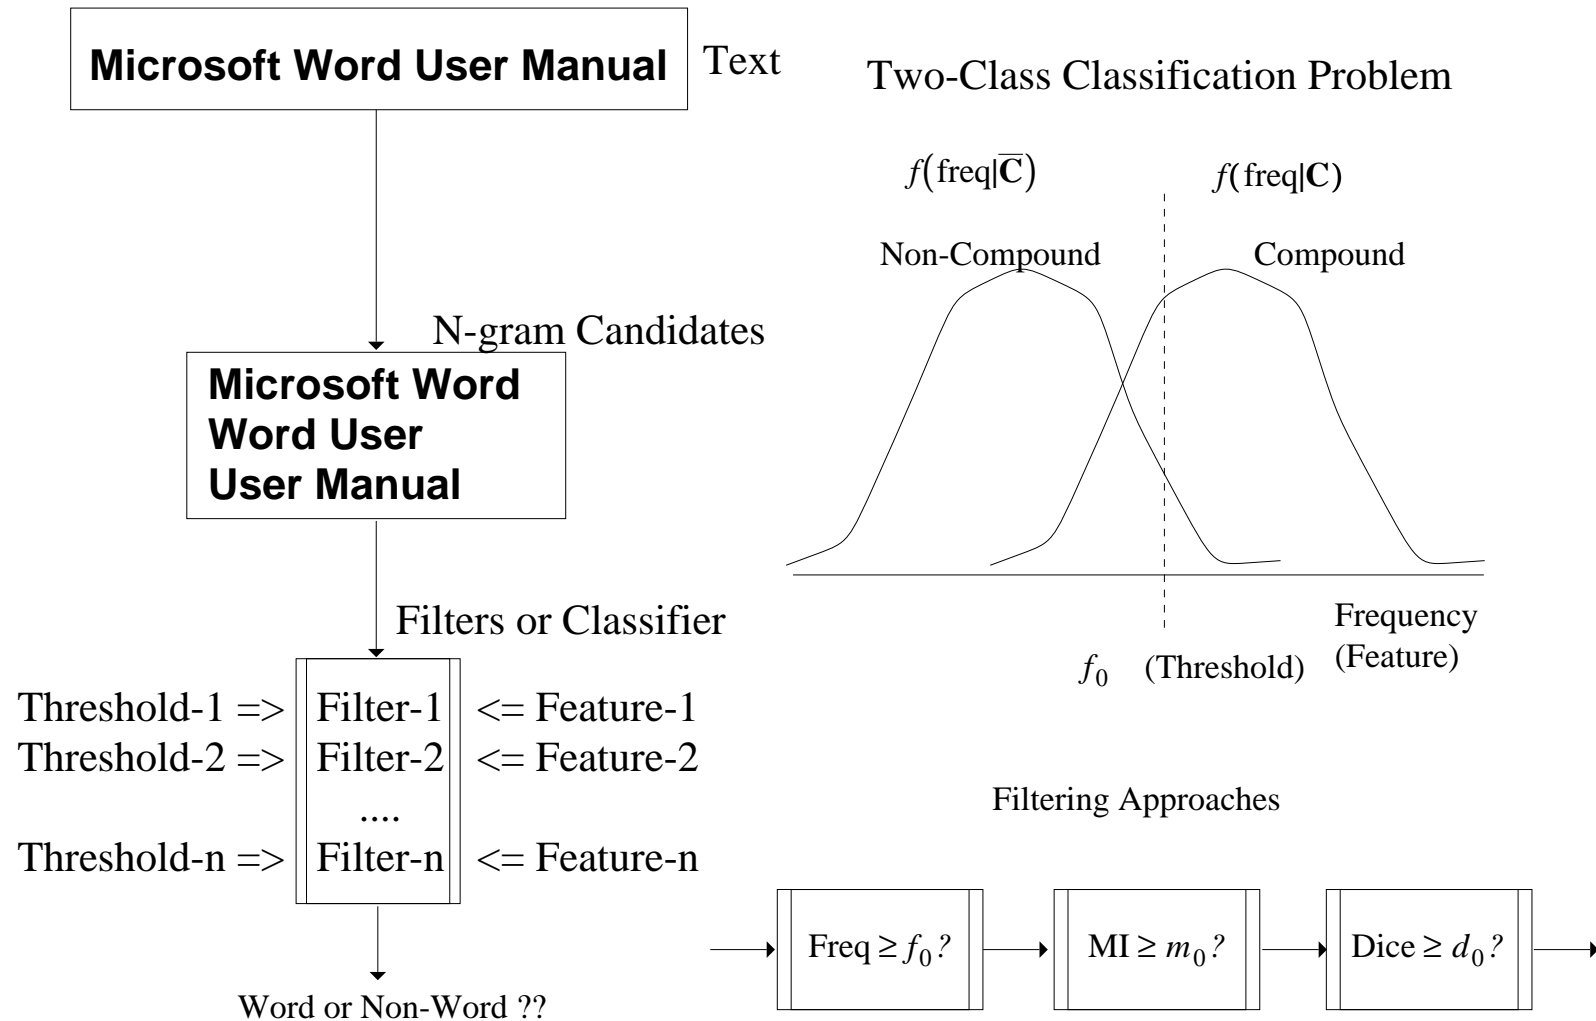 Microsoft Word User Manual
Text
N-gram Candidates
Microsoft Word
Word User
User Manual
Filters or Classifier
Threshold-1 => Filter-1 <= Feature-1
Threshold-2 => Filter-2 <= Feature-2
....
Threshold-n => Filter-n <= Feature-n
Word or Non-Word ??
Two-Class Classification Problem
f(freq|C̅) f(freq|C)
Non-Compound Compound
Frequency
(Feature)
f₀ (Threshold)
Filtering Approaches
Freq ≥ f₀? MI ≥ m₀? Dice ≥ d₀?